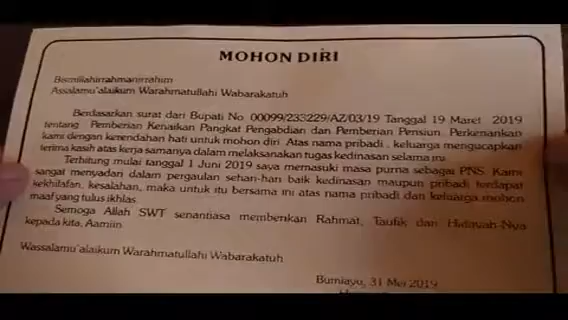 MOHON DIRI
Bismillahirrahmanirrahim
Assalamu'alaikum Warahmatullahi Wabarakatuh
Berdasarkan surat dari Bupati No. 00099/233229/AZ/03/19 Tanggal 19 Maret 2019
tentang Pemberian Kenaikan Pangkat Pengabdian dan Pemberian Pensiun. Perkenankan
kami dengan kerendahan hati untuk mohon diri. Atas nama pribadi, keluarga mengucapkan
terima kasih atas kerja samanya dalam melaksanakan tugas kedinasan selama ini.
Terhitung mulai tanggal 1 Juni 2019 saya memasuki masa purna sebagai PNS. Kami
sangat menyadari dalam pergaulan sehari-hari baik kedinasan maupun pribadi terdapat
kekhilafan, kesalahan, maka untuk itu bersama ini atas nama pribadi dan keluarga mohon
maaf yang tulus ikhlas.
Semoga Allah SWT senantiasa memberikan Rahmat, Taufik dan Hidayah-Nya
kepada kita, Aamiin.
Wassalamu'alaikum Warahmatullahi Wabarakatuh
Bumiayu, 31 Mei 2019